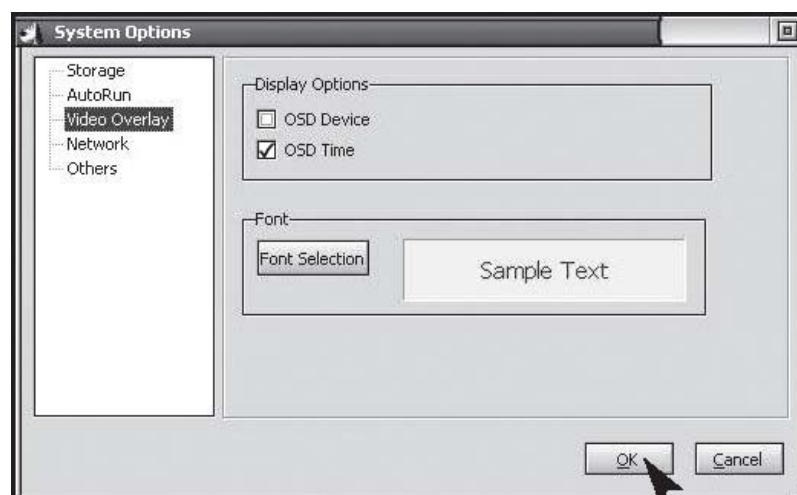 System Options
Storage
AutoRun
Video Overlay
Network
Others
Display Options
OSD Device
OSD Time
Font
Font Selection
Sample Text
OK
Cancel